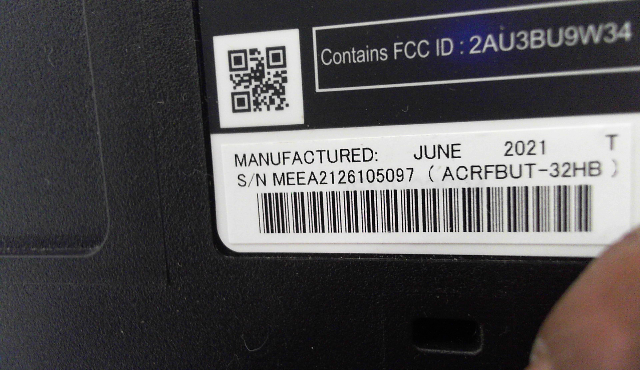 Contains FCC ID : 2AU3BU9W34
MANUFACTURED: JUNE 2021 T
S/N MEEA2126105097 ( ACRFBUT-32HB )